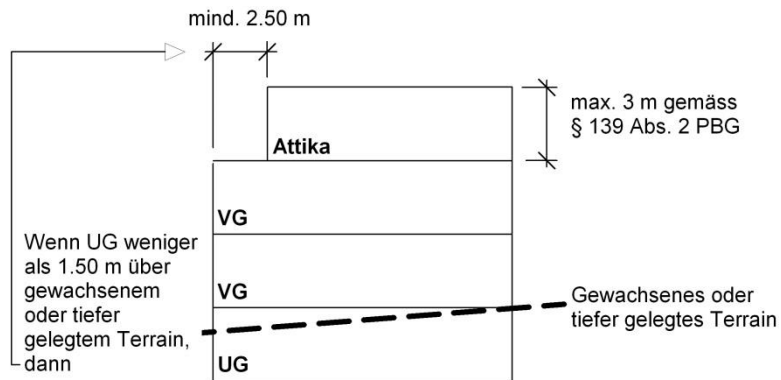 mind. 2.50 m
max. 3 m gemäss
§ 139 Abs. 2 PBG
Attika
VG
Wenn UG weniger
als 1.50 m über
gewachsenem
oder tiefer
gelegtem Terrain,
dann
VG
Gewachsenes oder
tiefer gelegtes Terrain
UG